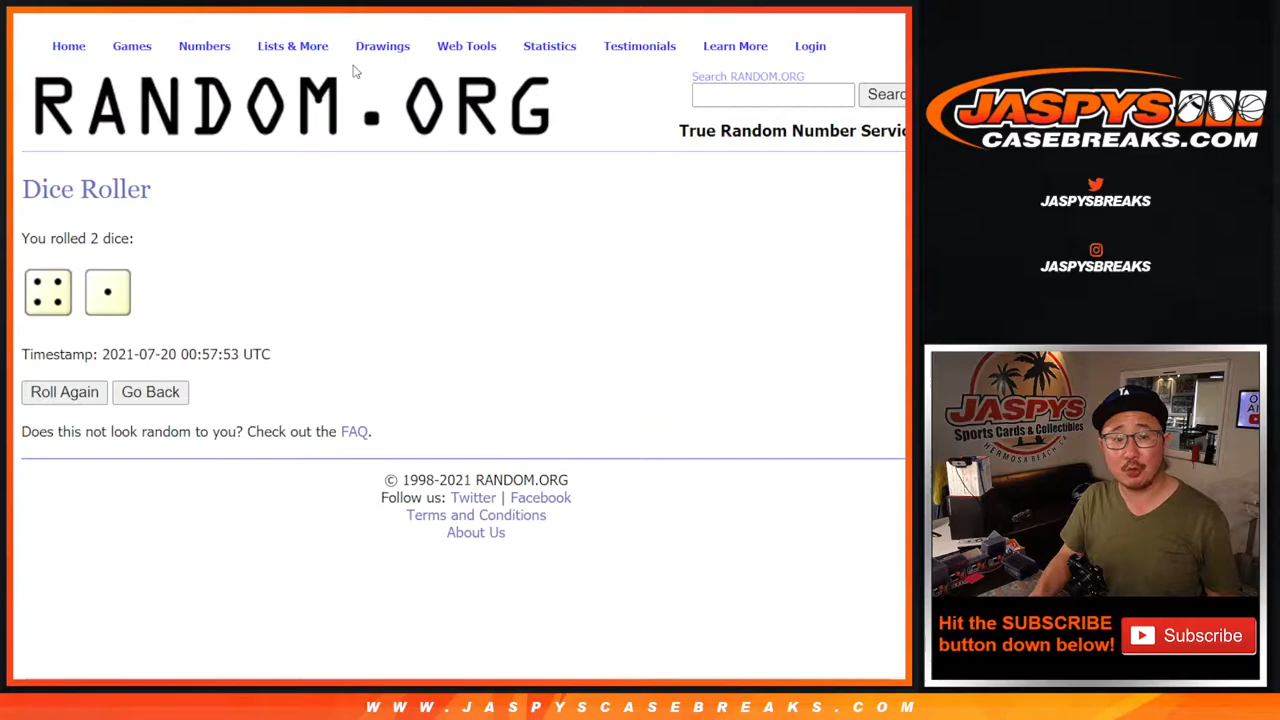 Home Games Numbers Lists & More Drawings Web Tools Statistics Testimonials Learn More Login
RANDOM.ORG
Search RANDOM.ORG
Searc
True Random Number Servic
Dice Roller
You rolled 2 dice:
Timestamp: 2021-07-20 00:57:53 UTC
Roll Again Go Back
Does this not look random to you? Check out the FAQ.
© 1998-2021 RANDOM.ORG
Follow us: Twitter | Facebook
Terms and Conditions
About Us
JASPYS
CASEBREAKS.COM
JASPYSBREAKS
JASPYSBREAKS
JASPYS
Sports Cards & Collectibles
HERMOSA BEACH CA
Hit the SUBSCRIBE
button down below!
Subscribe
WWW.JASPYSCASEBREAKS.COM